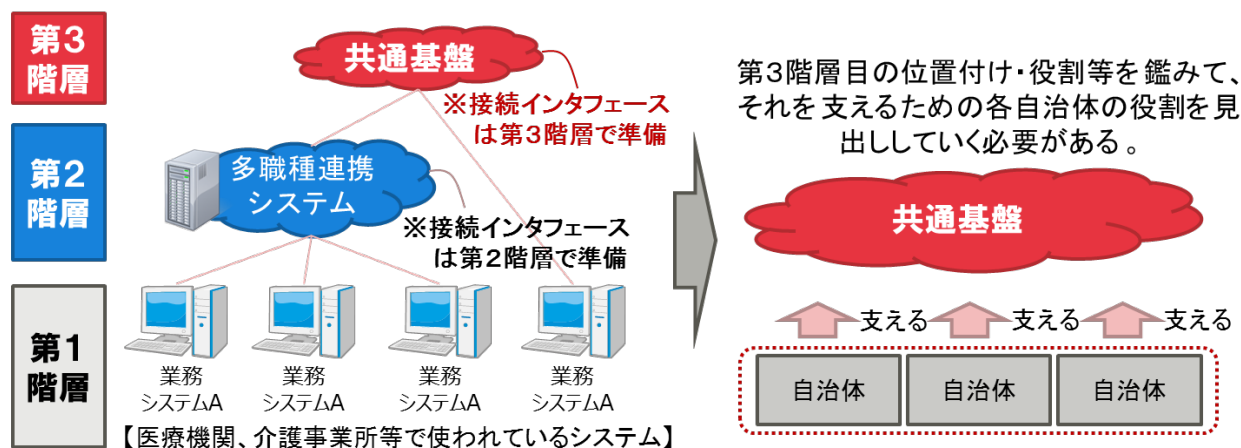 第3
階層
共通基盤
※接続インタフェース
は第3階層で準備
第2
階層
多職種連携
システム
※接続インタフェース
は第2階層で準備
第1
階層
業務
システムA
業務
システムA
業務
システムA
業務
システムA
【医療機関、介護事業所等で使われているシステム】
第3階層目の位置付け・役割等を鑑みて、
それを支えるための各自治体の役割を見
出ししていく必要がある。
共通基盤
支える
支える
支える
自治体
自治体
自治体